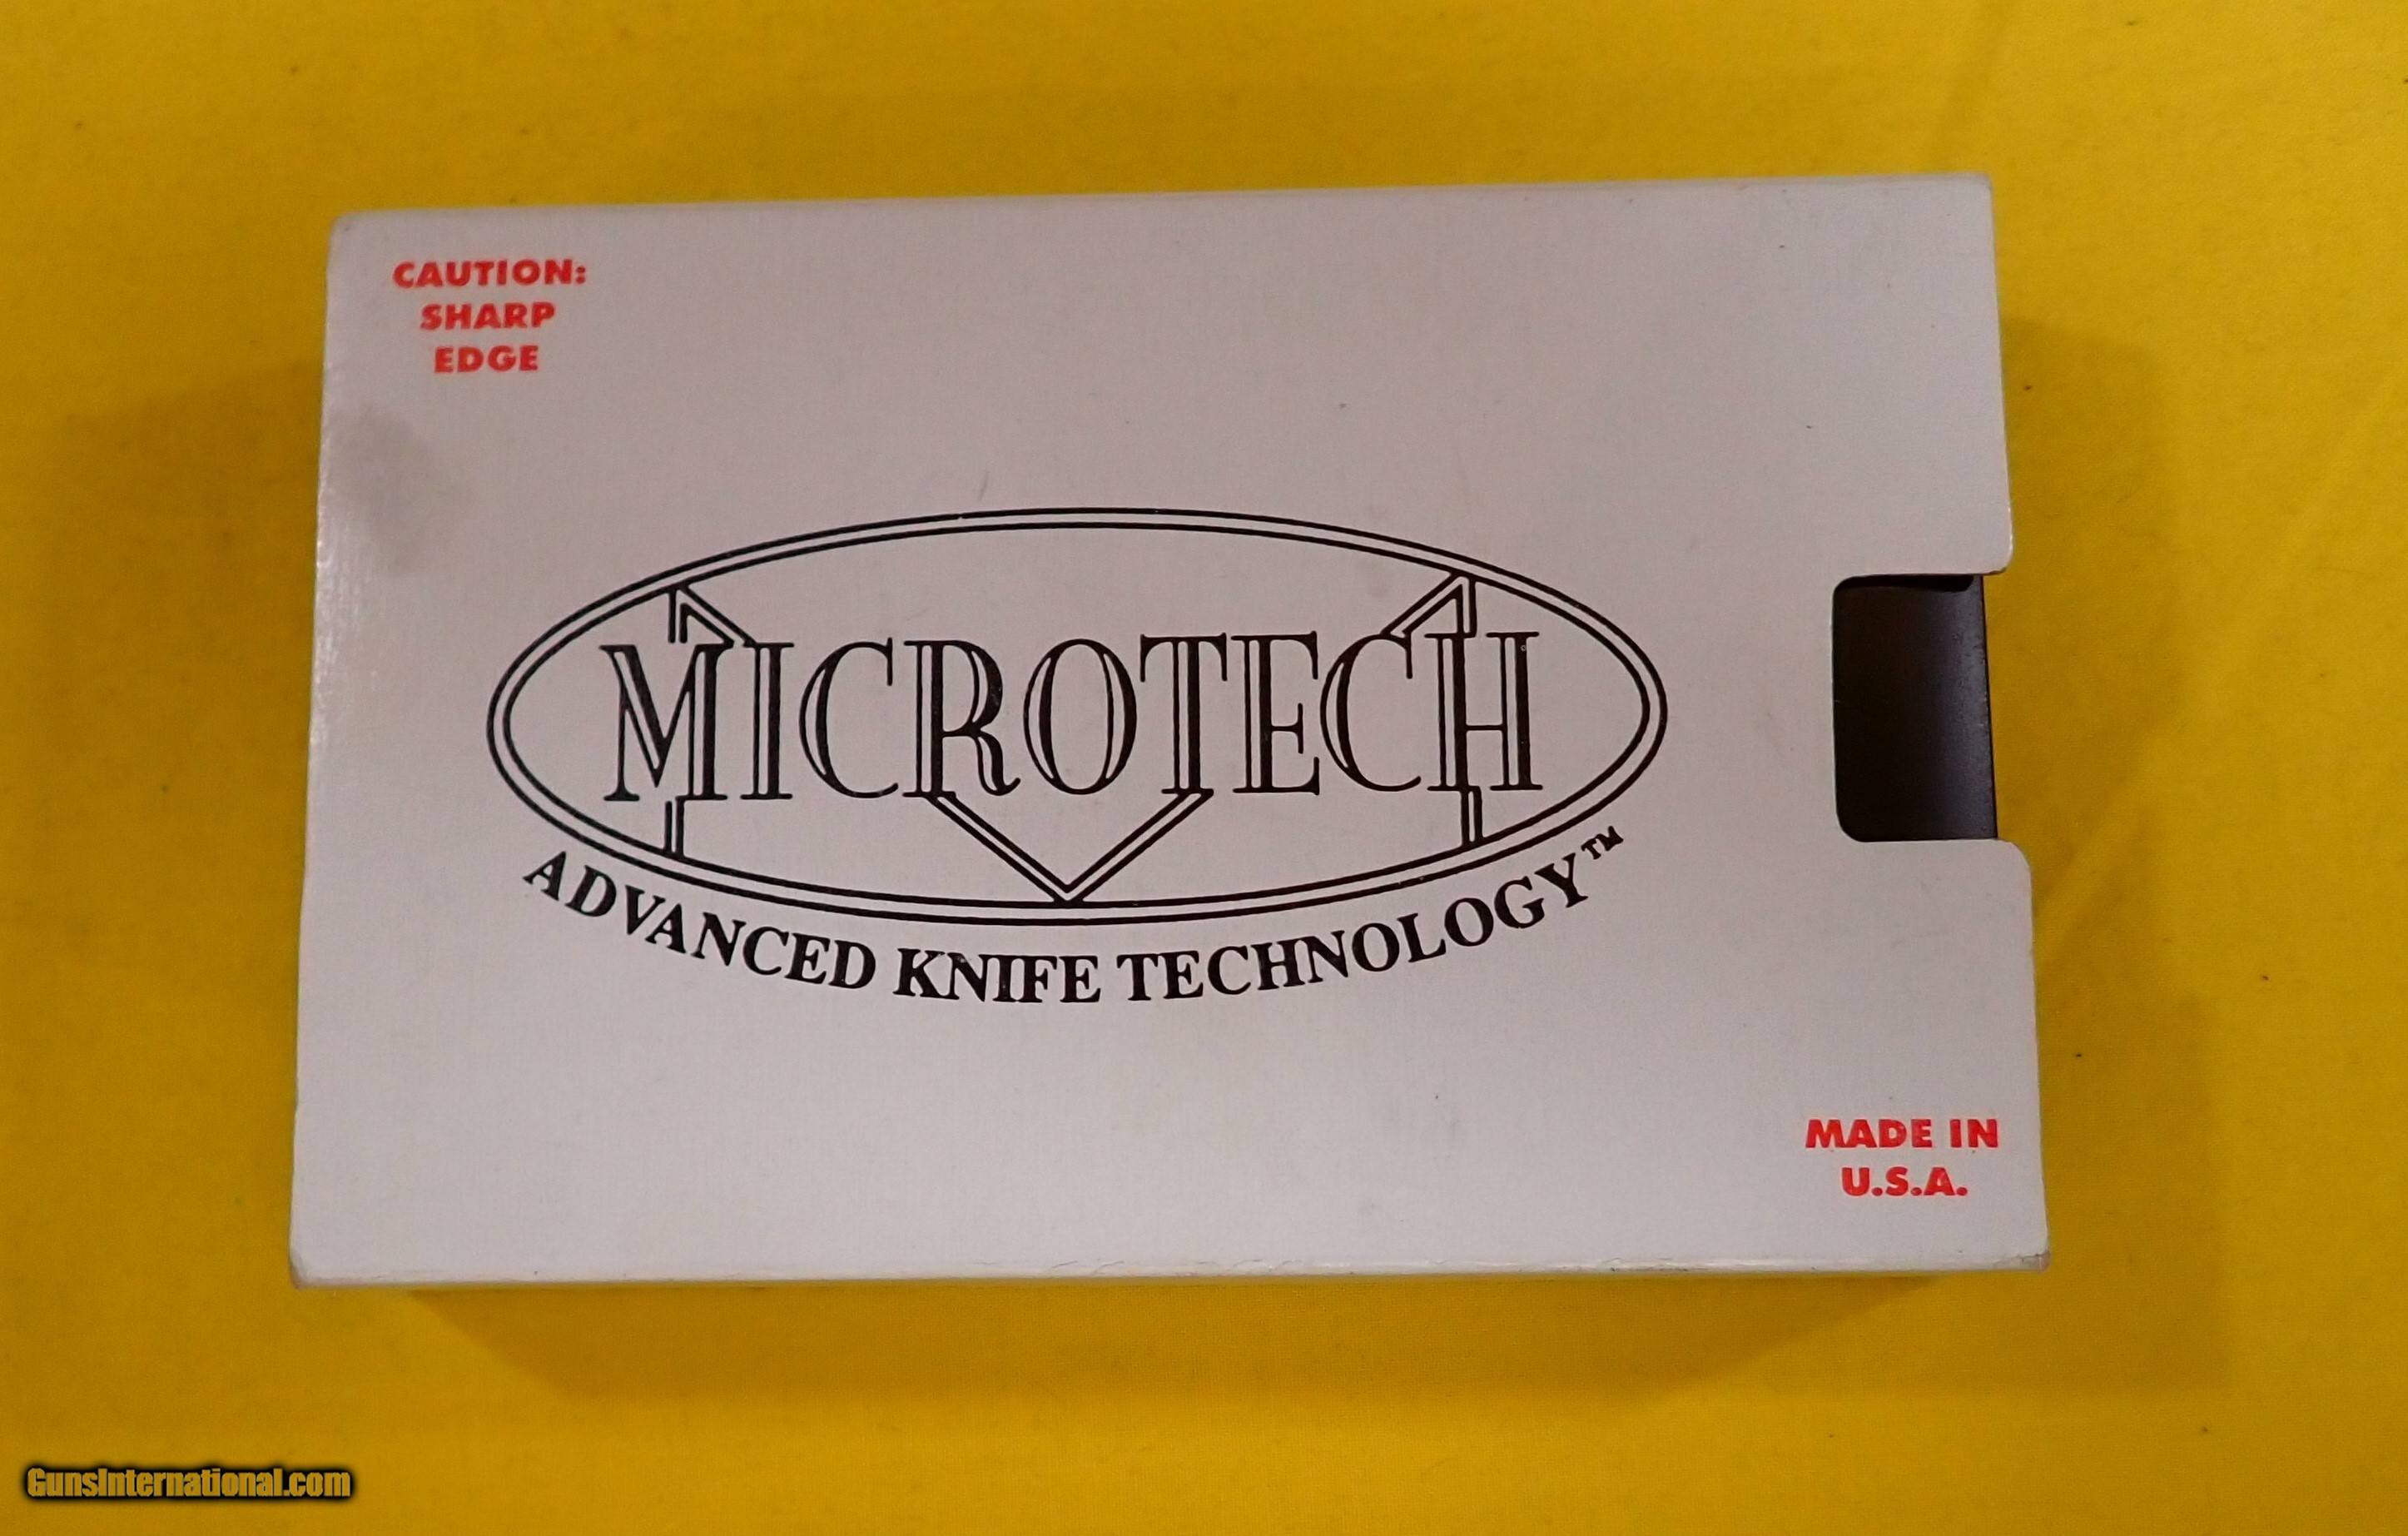 CAUTION:
SHARP
EDGE
MICROTECH
ADVANCED KNIFE TECHNOLOGY™
MADE IN
U.S.A.
GunsInternational.com